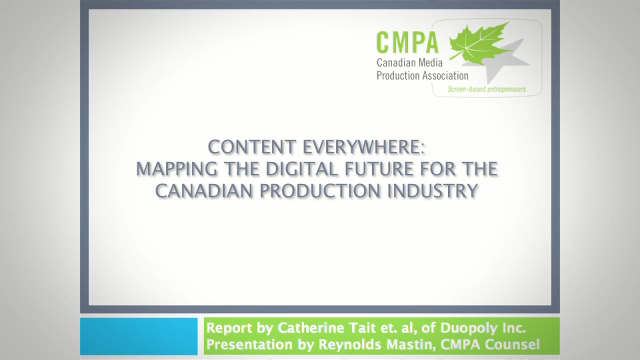 CMPA
Canadian Media
Production Association
Screen-based entrepreneurs
CONTENT EVERYWHERE:
MAPPING THE DIGITAL FUTURE FOR THE
CANADIAN PRODUCTION INDUSTRY
Report by Catherine Tait et. al, of Duopoly Inc.
Presentation by Reynolds Mastin, CMPA Counsel